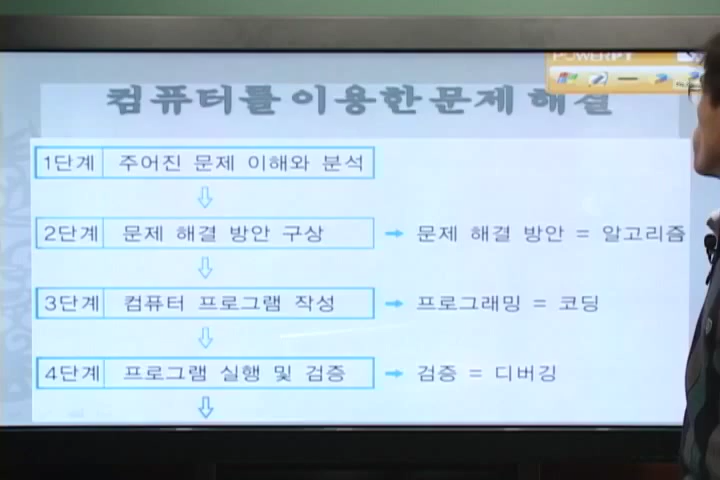 POWERPT
컴퓨터를 이용한 문제 해결
1단계 주어진 문제 이해와 분석
2단계 문제 해결 방안 구상 → 문제 해결 방안 = 알고리즘
3단계 컴퓨터 프로그램 작성 → 프로그래밍 = 코딩
4단계 프로그램 실행 및 검증 → 검증 = 디버깅